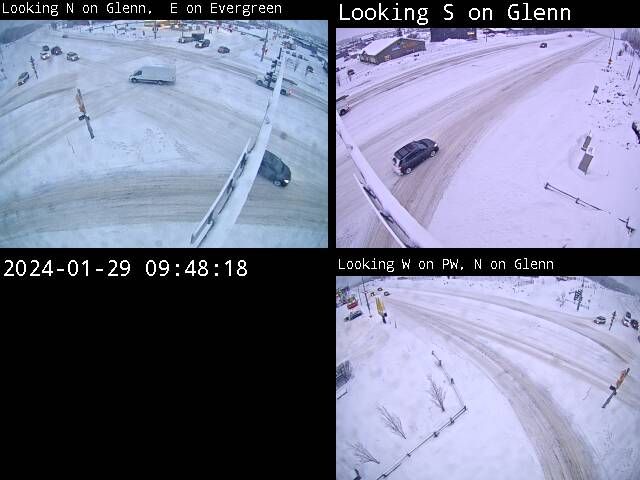 Looking N on Glenn,  E on Evergreen
Looking S on Glenn
2024-01-29 09:48:18
Looking W on PW, N on Glenn